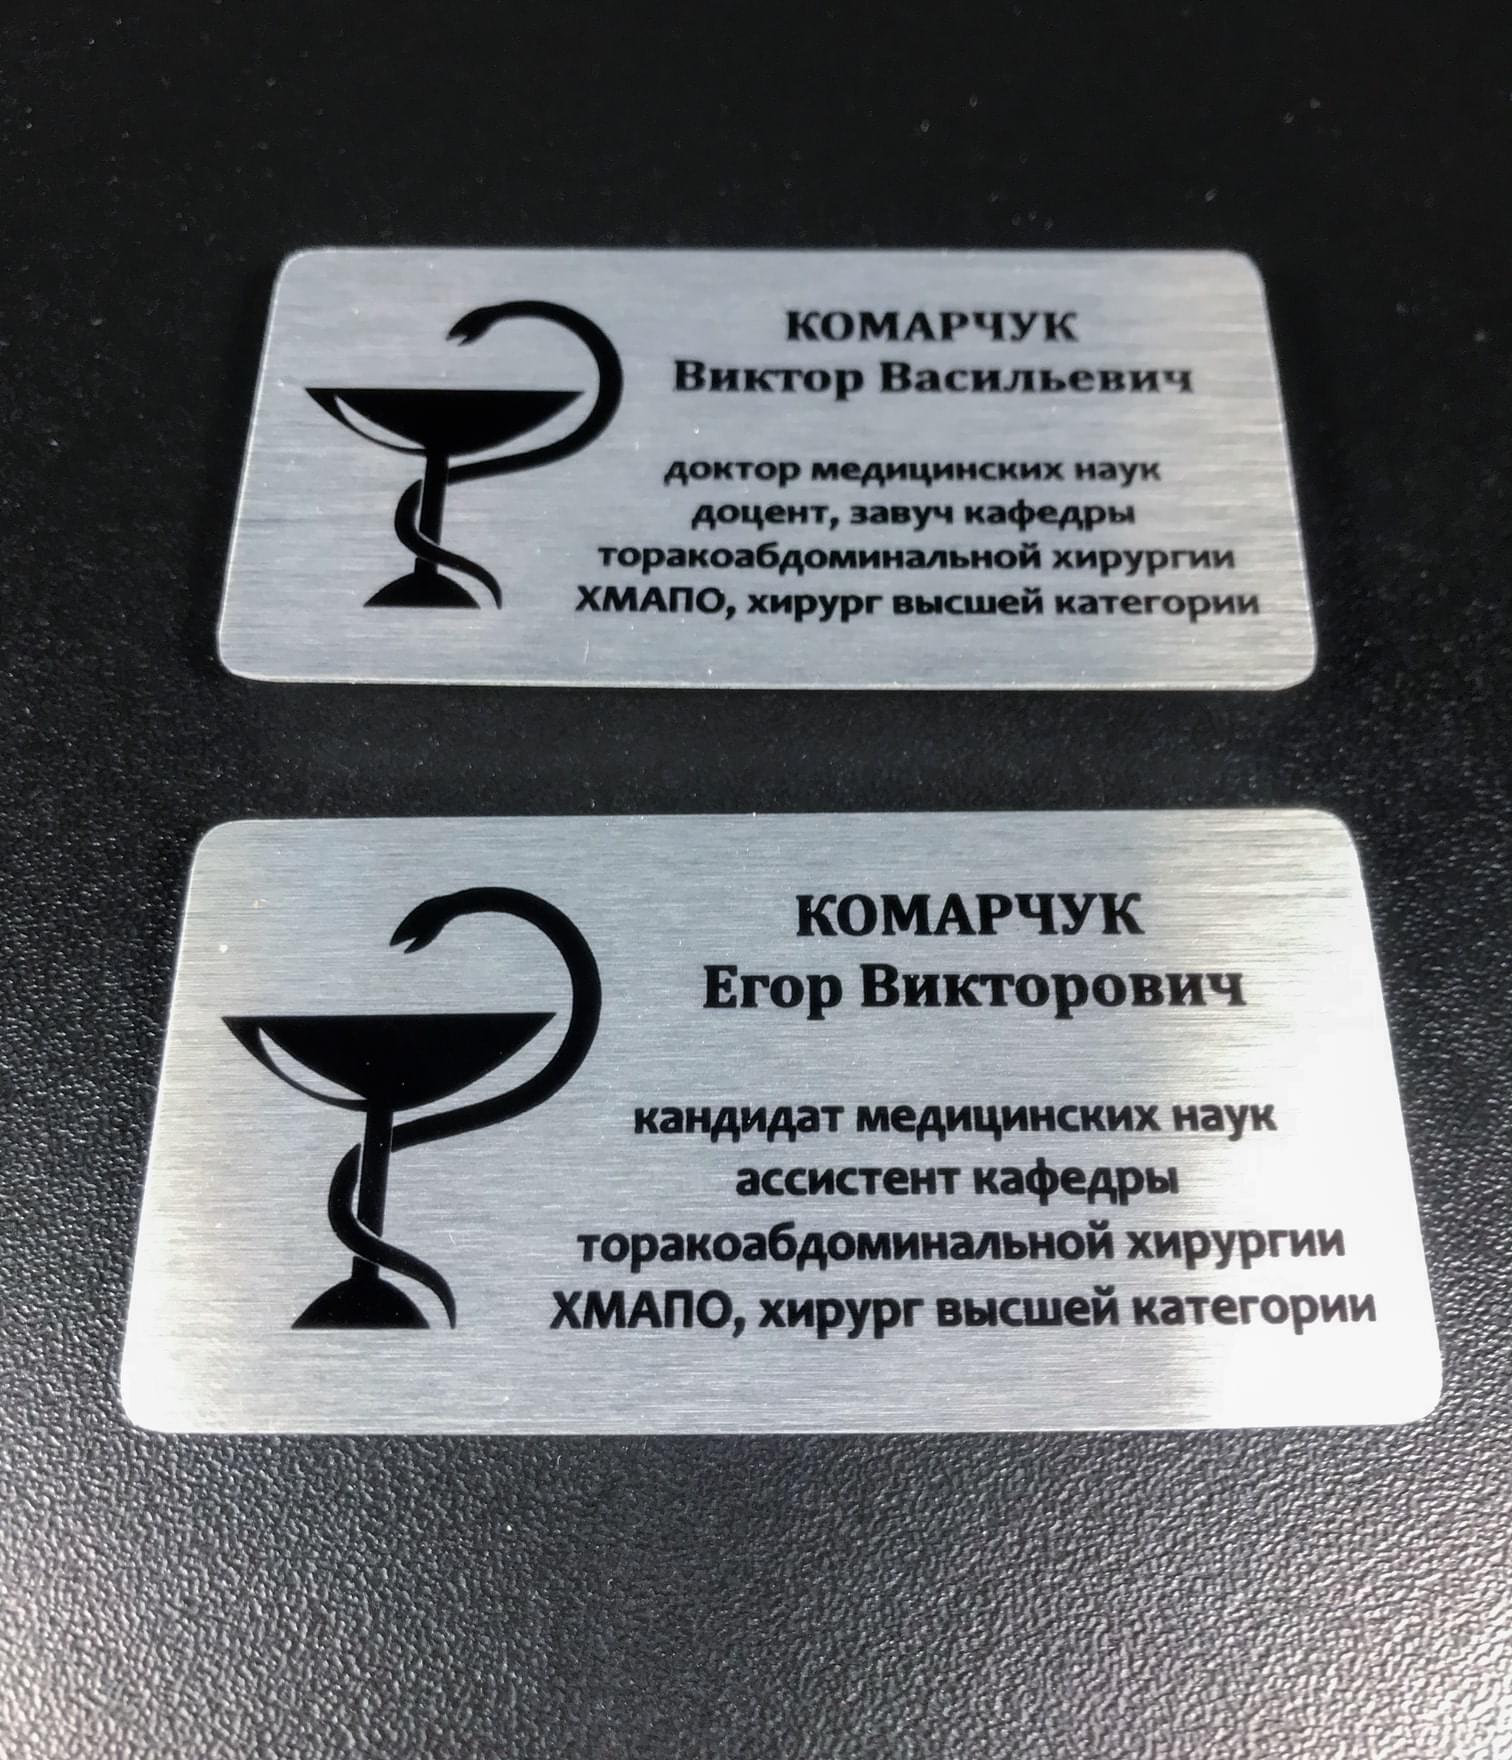 КОМАРЧУК
Виктор Васильевич
доктор медицинских наук
доцент, завуч кафедры
торакоабдоминальной хирургии
ХМАПО, хирург высшей категории
КОМАРЧУК
Егор Викторович
кандидат медицинских наук
ассистент кафедры
торакоабдоминальной хирургии
ХМАПО, хирург высшей категории